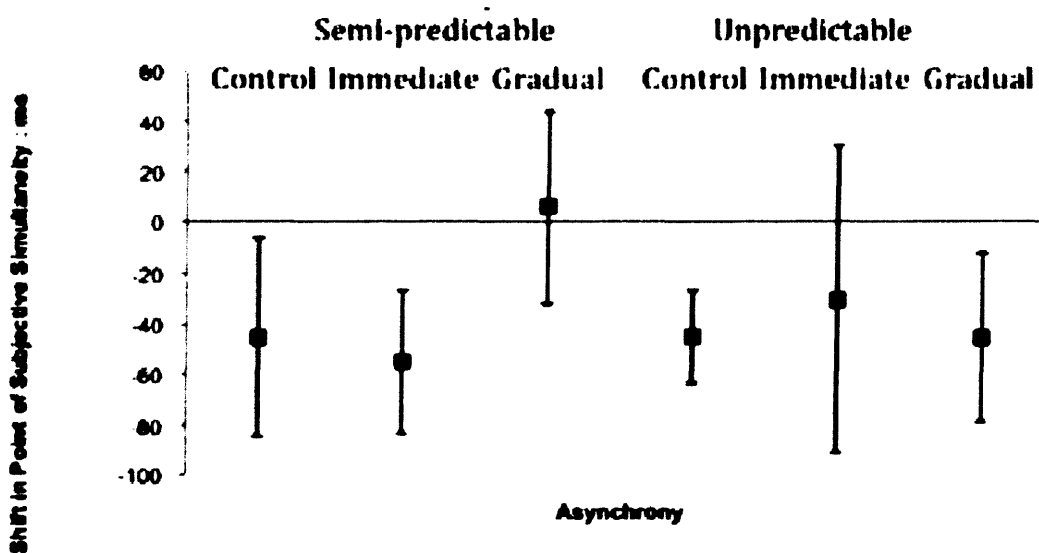 Semi-predictable Unpredictable
Control Immediate Gradual Control Immediate Gradual
60
40
20
0
-20
-40
-60
-80
-100
Shift in Point of Subjective Simultaneity : ms
Asynchrony